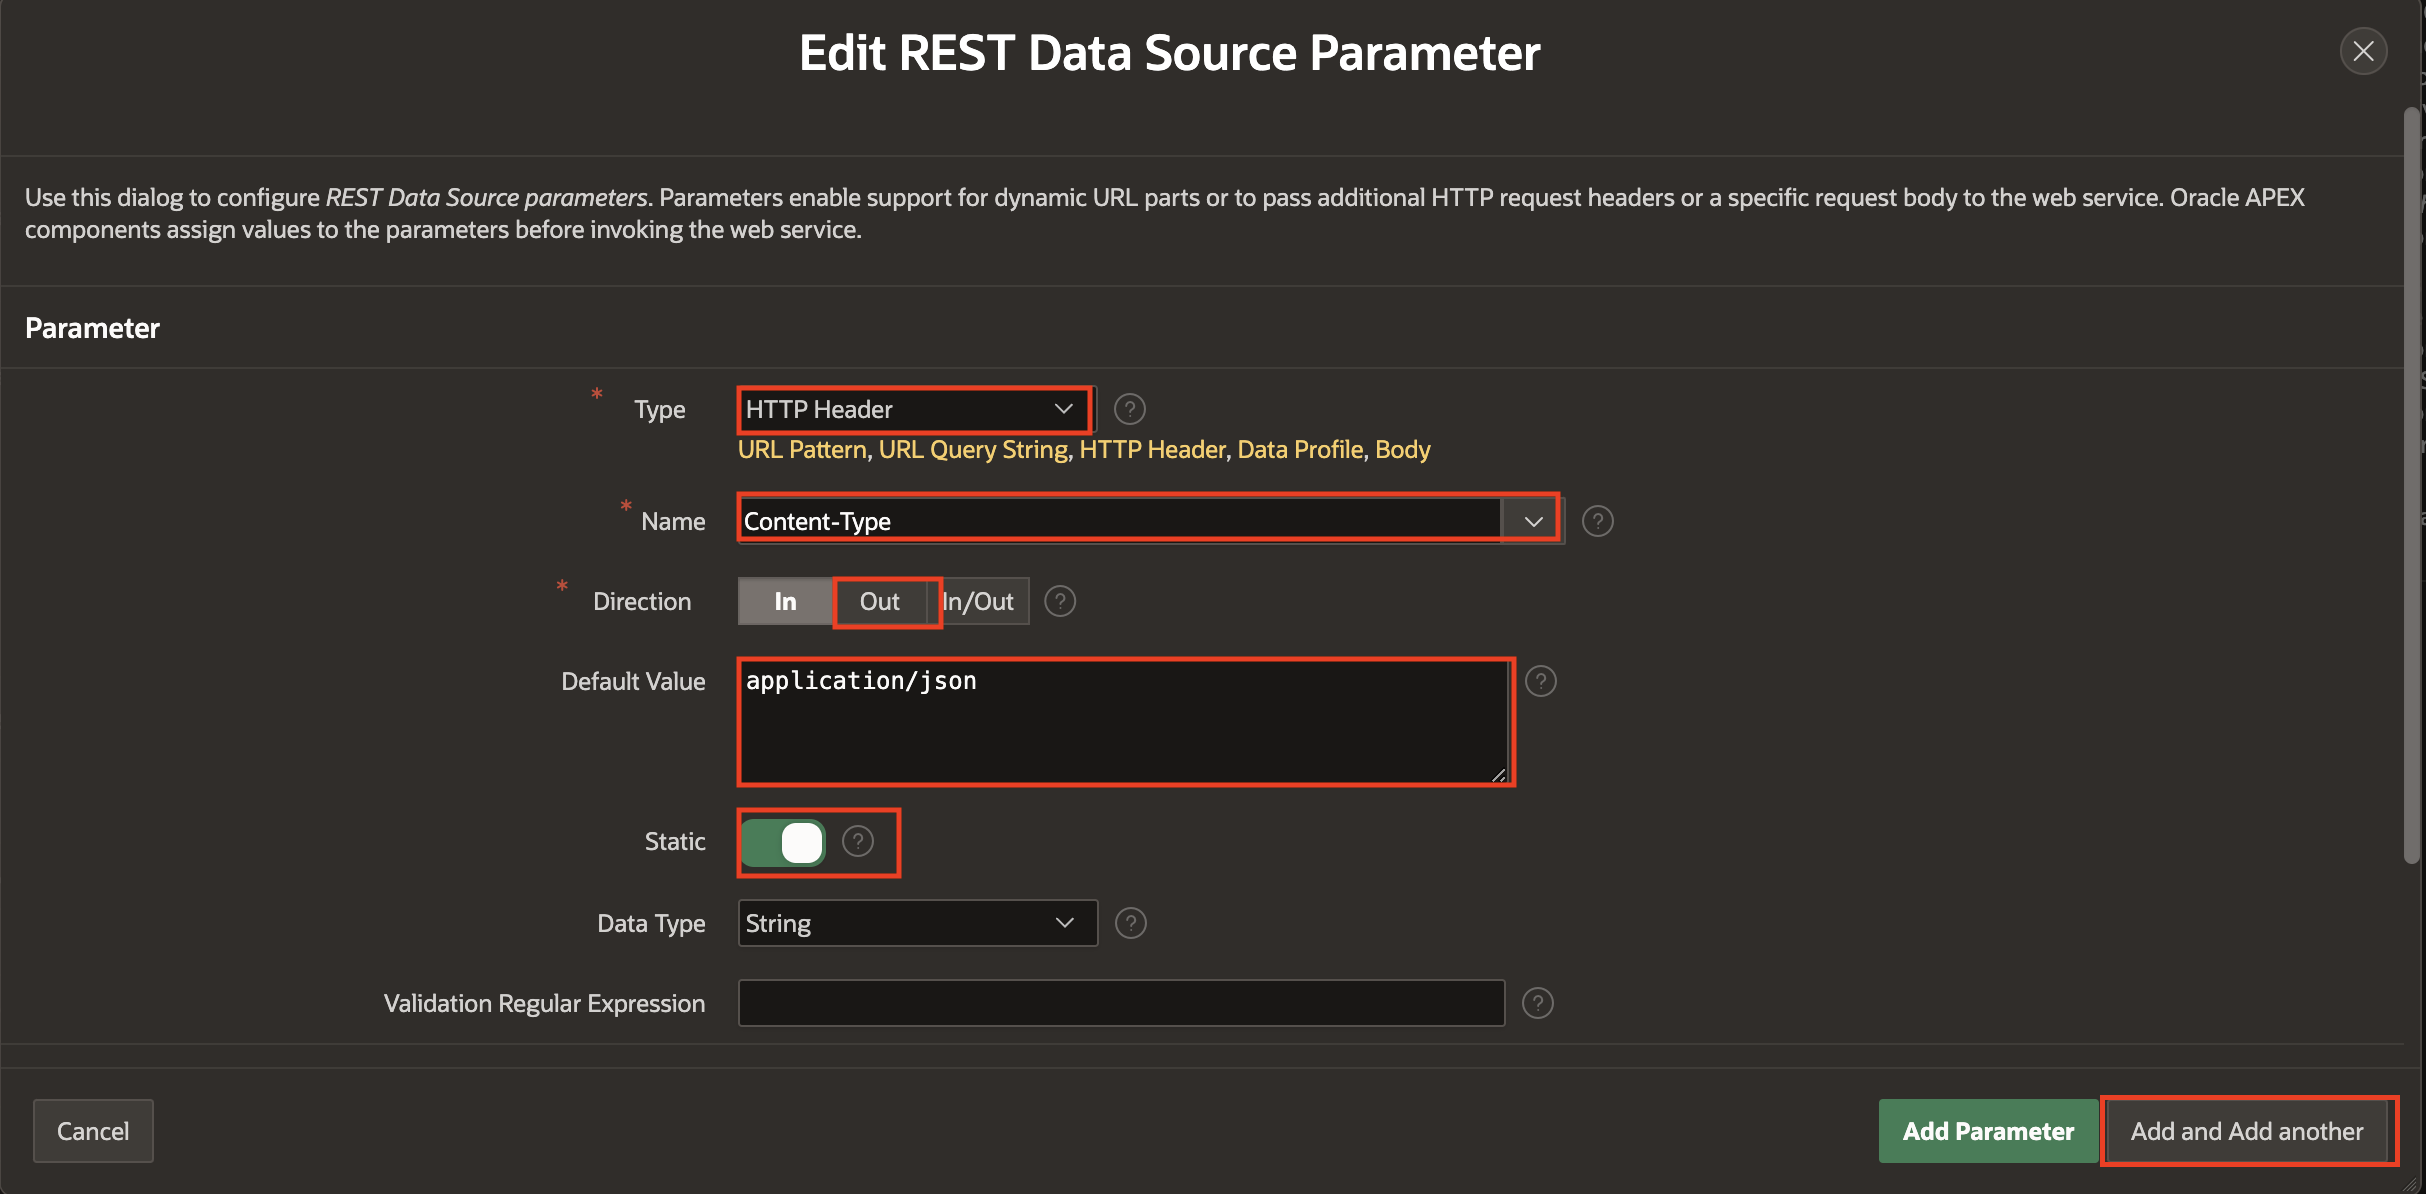 Edit REST Data Source Parameter
Use this dialog to configure REST Data Source parameters. Parameters enable support for dynamic URL parts or to pass additional HTTP request headers or a specific request body to the web service. Oracle APEX
components assign values to the parameters before invoking the web service.
Parameter
* Type HTTP Header ?
URL Pattern, URL Query String, HTTP Header, Data Profile, Body
* Name Content-Type ?
* Direction In Out In/Out ?
Default Value application/json ?
Static ?
Data Type String ?
Validation Regular Expression ?
Cancel Add Parameter Add and Add another